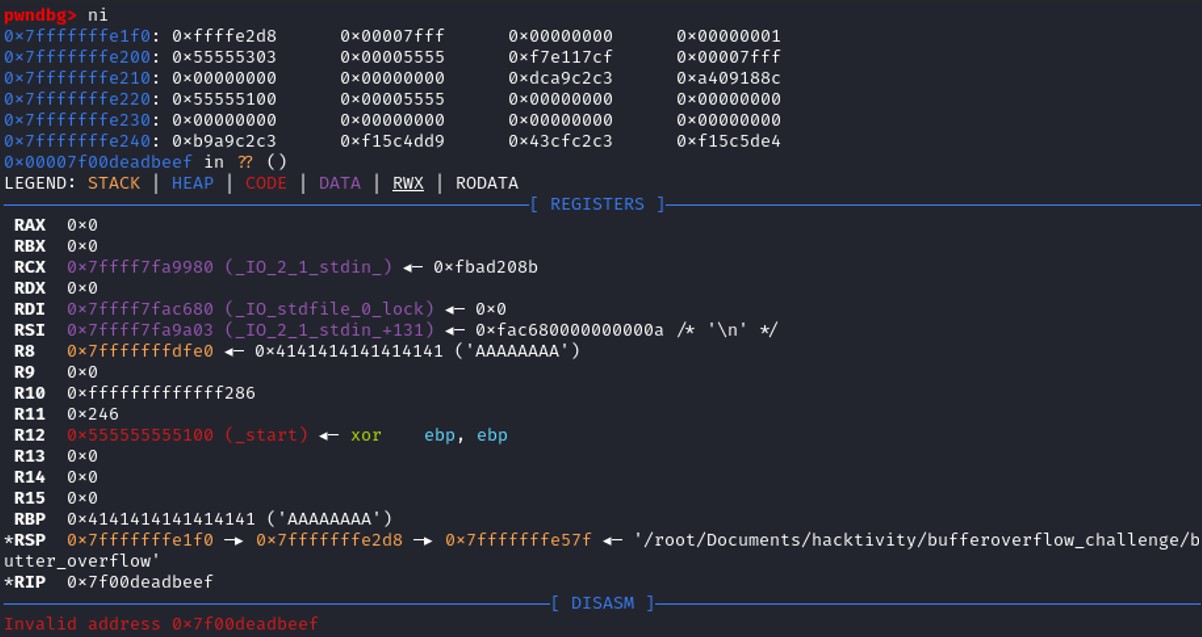 pwndbg> ni
0x7fffffffe1f0: 0xffffe2d8 0x00007fff 0x00000000 0x00000001
0x7fffffffe200: 0x55555303 0x00005555 0xf7e117cf 0x00007fff
0x7fffffffe210: 0x00000000 0x00000000 0xdca9c2c3 0xa409188c
0x7fffffffe220: 0x55555100 0x00005555 0x00000000 0x00000000
0x7fffffffe230: 0x00000000 0x00000000 0x00000000 0x00000000
0x7fffffffe240: 0xb9a9c2c3 0xf15c4dd9 0x43cfc2c3 0xf15c5de4
0x00007f00deadbeef in ?? ()
LEGEND: STACK | HEAP | CODE | DATA | RWX | RODATA
[ REGISTERS ]
RAX 0x0
RBX 0x0
RCX 0x7ffff7fa9980 (_IO_2_1_stdin_) ◂— 0xfbad208b
RDX 0x0
RDI 0x7ffff7fac680 (_IO_stdfile_0_lock) ◂— 0x0
RSI 0x7ffff7fa9a03 (_IO_2_1_stdin_+131) ◂— 0xfac680000000000a /* '\n' */
R8 0x7fffffffdfe0 ◂— 0x4141414141414141 ('AAAAAAAA')
R9 0x0
R10 0xfffffffffffff286
R11 0x246
R12 0x555555555100 (_start) ◂— xor ebp, ebp
R13 0x0
R14 0x0
R15 0x0
RBP 0x4141414141414141 ('AAAAAAAA')
*RSP 0x7fffffffe1f0 —▸ 0x7fffffffe2d8 —▸ 0x7fffffffe57f ◂— '/root/Documents/hacktivity/bufferoverflow_challenge/b
utter_overflow'
*RIP 0x7f00deadbeef
[ DISASM ]
Invalid address 0x7f00deadbeef